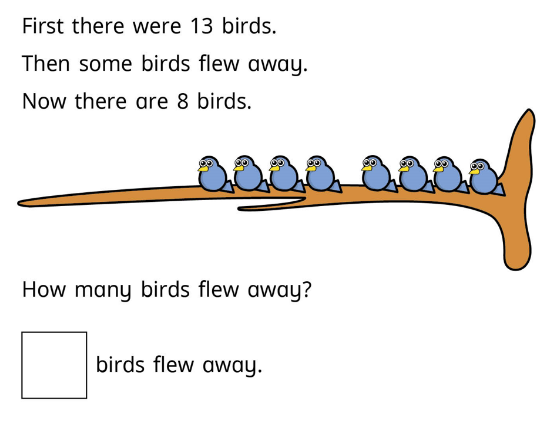 First there were 13 birds.
Then some birds flew away.
Now there are 8 birds.
How many birds flew away?
birds flew away.